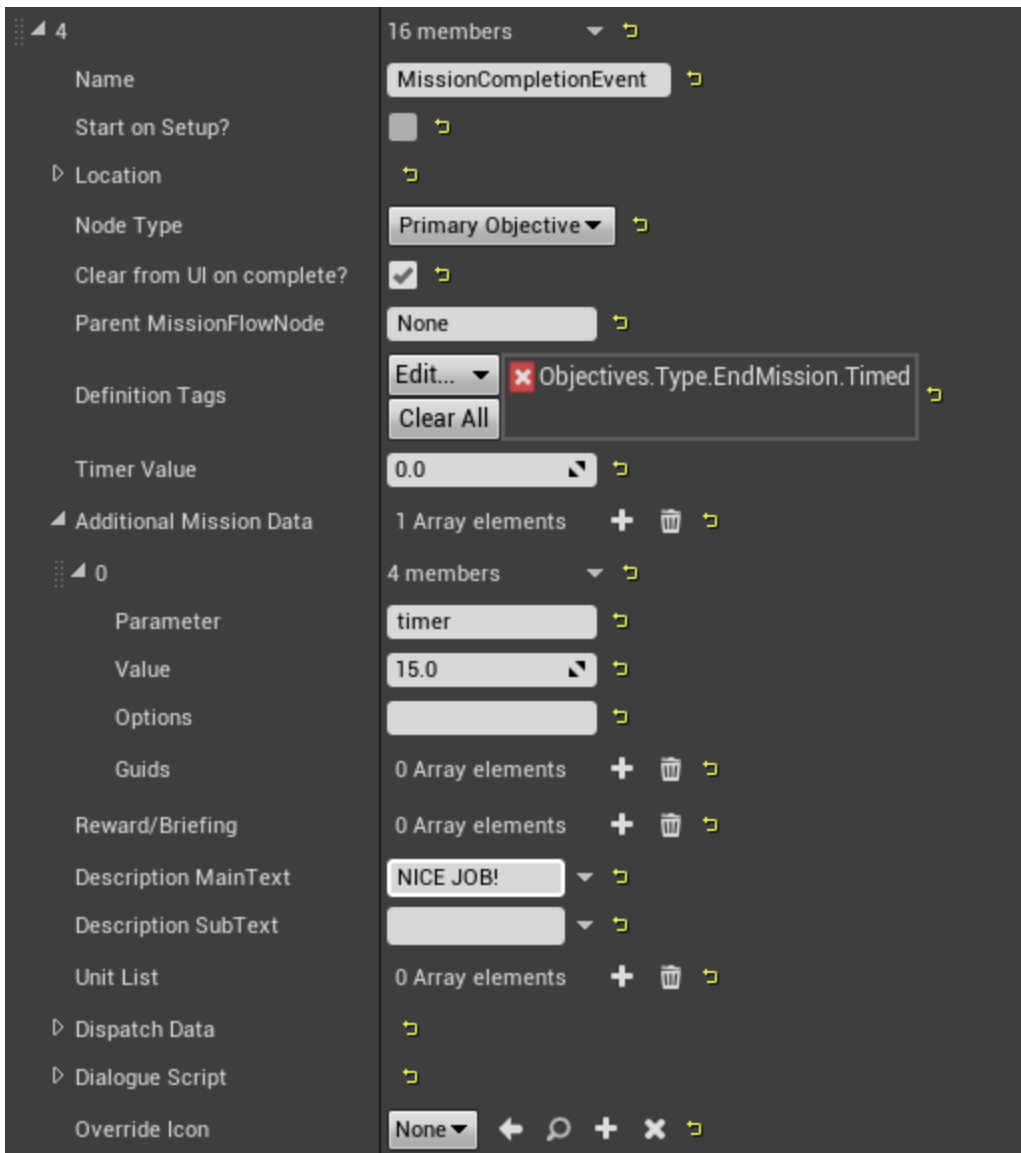 4 16 members
Name MissionCompletionEvent
Start on Setup?
Location
Node Type Primary Objective
Clear from UI on complete?
Parent MissionFlowNode None
Edit... Objectives.Type.EndMission.Timed
Definition Tags
Clear All
Timer Value 0.0
Additional Mission Data 1 Array elements
0 4 members
Parameter timer
Value 15.0
Options
Guids 0 Array elements
Reward/Briefing 0 Array elements
Description MainText NICE JOB!
Description SubText
Unit List 0 Array elements
Dispatch Data
Dialogue Script
Override Icon None